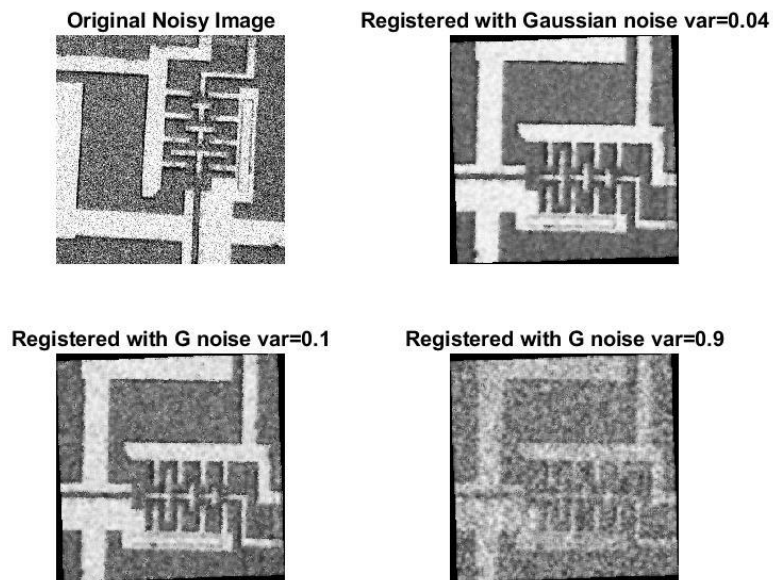 Original Noisy Image
Registered with Gaussian noise var=0.04
Registered with G noise var=0.1
Registered with G noise var=0.9